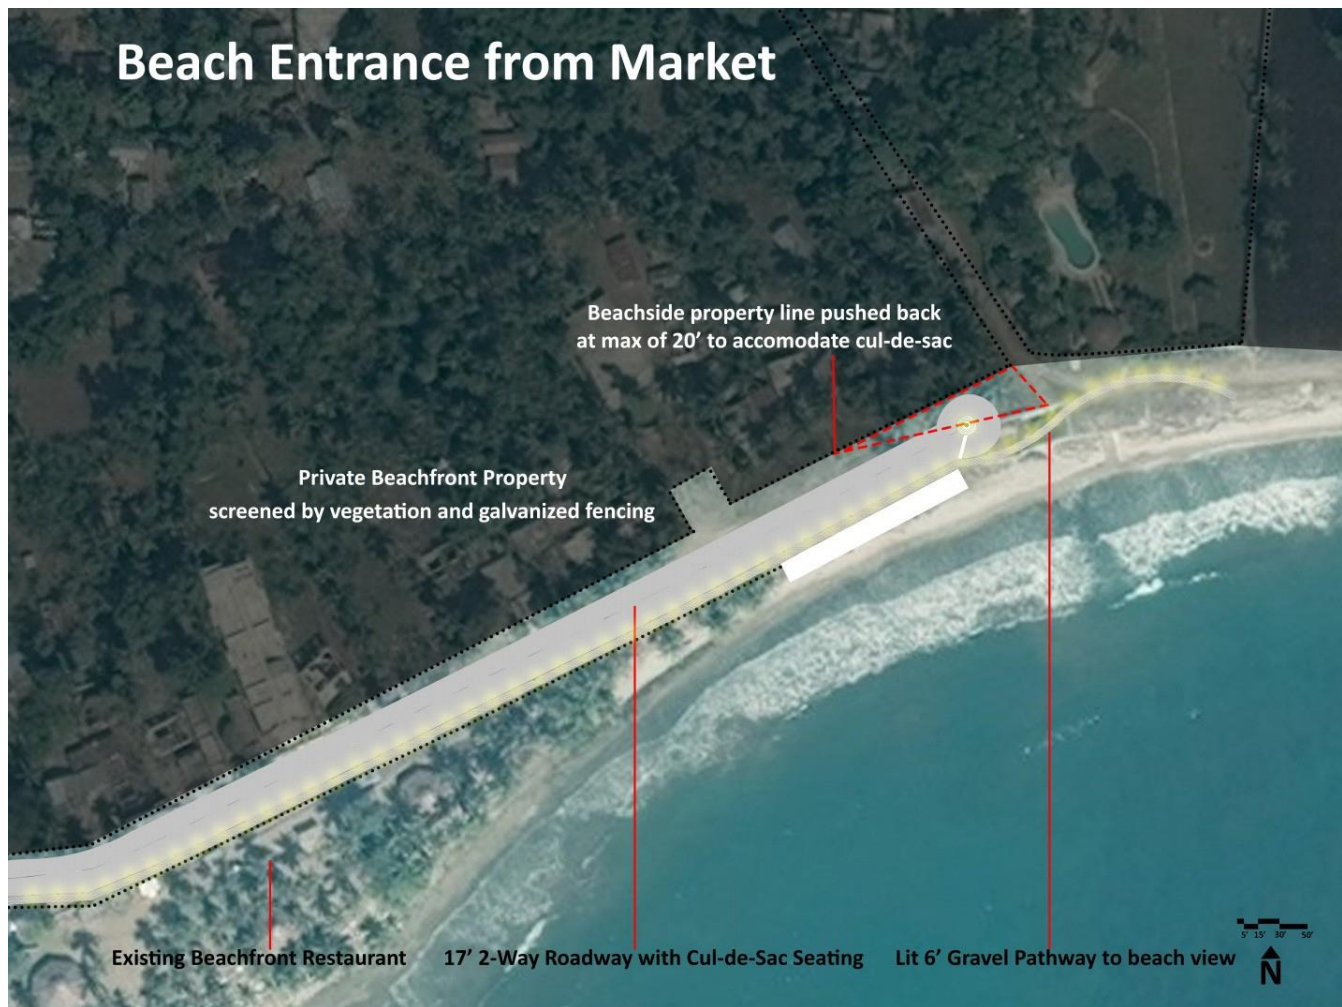 Beach Entrance from Market
Beachside property line pushed back
at max of 20’ to accomodate cul-de-sac
Private Beachfront Property
screened by vegetation and galvanized fencing
Existing Beachfront Restaurant
17’ 2-Way Roadway with Cul-de-Sac Seating
Lit 6’ Gravel Pathway to beach view
5’ 15’ 30’ 50’
N